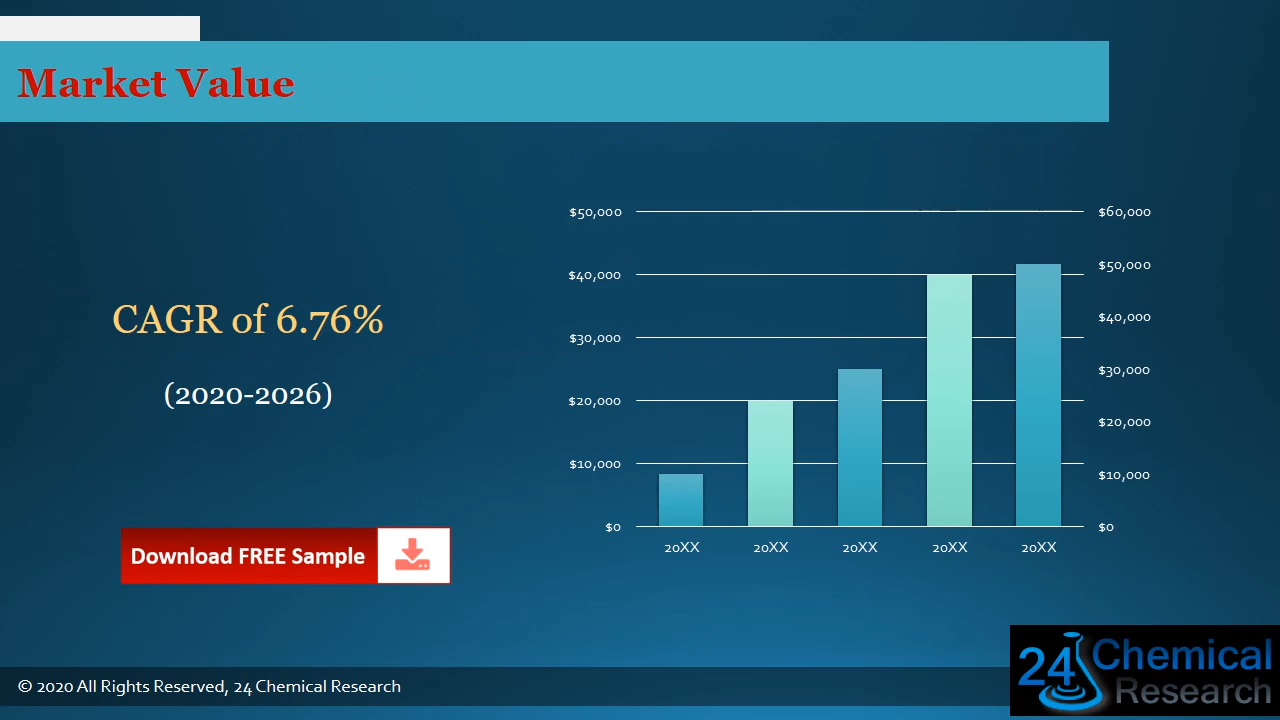 Market Value
CAGR of 6.76%
(2020-2026)
Download FREE Sample
$50,000
$40,000
$30,000
$20,000
$10,000
$0
$60,000
$50,000
$40,000
$30,000
$20,000
$10,000
$0
20XX 20XX 20XX 20XX 20XX
© 2020 All Rights Reserved, 24 Chemical Research
24 Chemical
Research